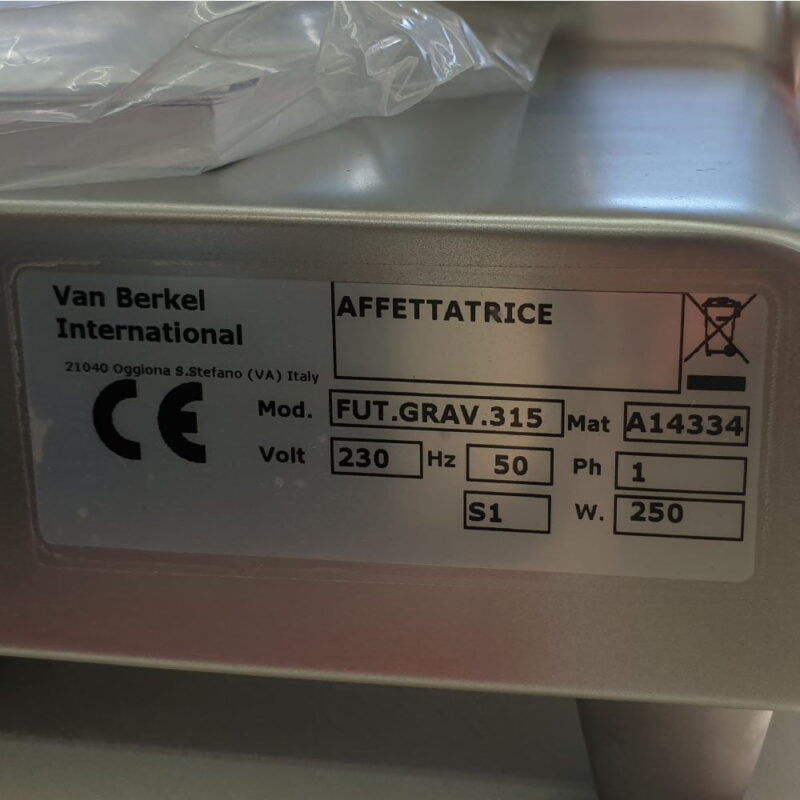 Van Berkel
International
21040 Oggiona S.Stefano (VA) Italy
AFFETTATRICE
CE
Mod. FUT.GRAV.315 Mat A14334
Volt 230 Hz 50 Ph 1
S1 W. 250